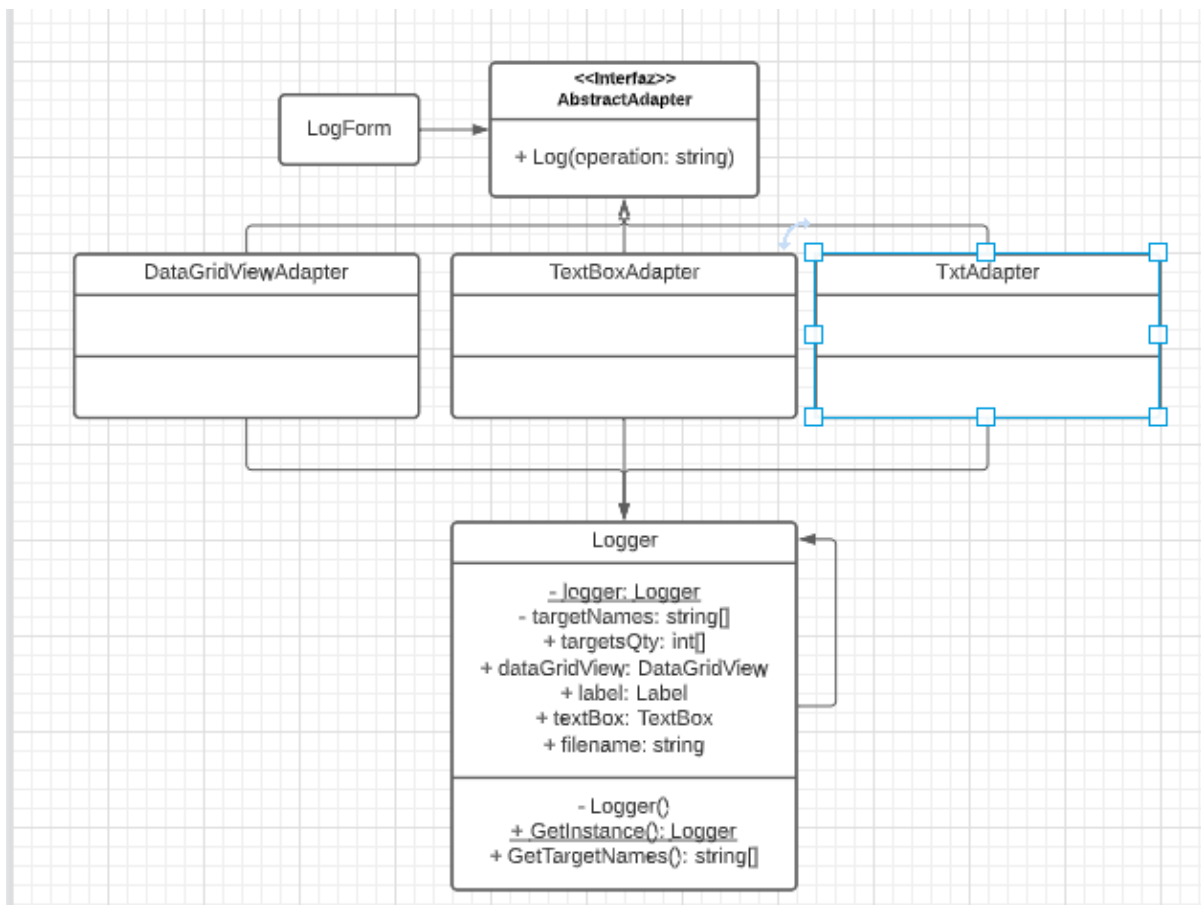 <<Interfaz>>
AbstractAdapter
LogForm
+ Log(operation: string)
DataGridViewAdapter
TextBoxAdapter
TxtAdapter
Logger
- logger: Logger
- targetNames: string[]
+ targetsQty: int[]
+ dataGridView: DataGridView
+ label: Label
+ textBox: TextBox
+ filename: string
- Logger()
+ GetInstance(): Logger
+ GetTargetNames(): string[]